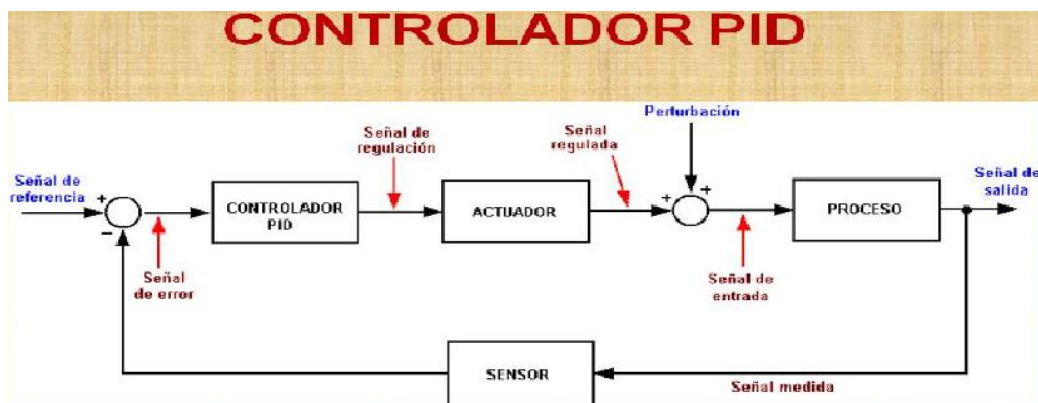 CONTROLADOR PID
Señal de
regulación
Señal
regulada
Perturbación
Señal de
referencia
+
−
CONTROLADOR
PID
ACTUADOR
+
+
PROCESO
Señal de
salida
Señal
de error
Señal de
entrada
SENSOR
Señal medida